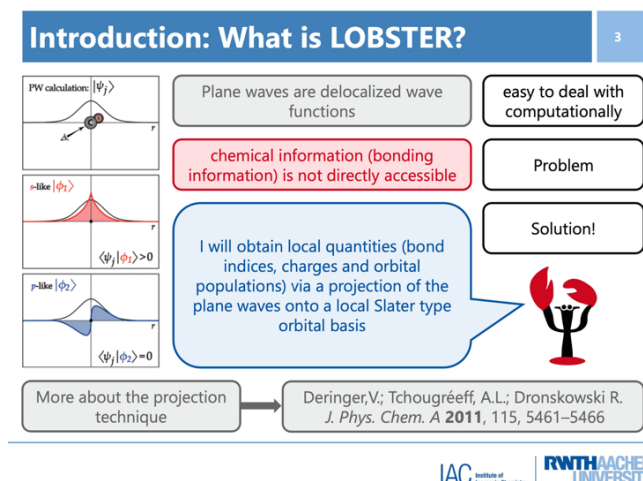 Introduction: What is LOBSTER?
3
PW calculation: |ψj⟩
r
s-like |ϕ1⟩
r
⟨ψj|ϕ1⟩>0
p-like |ϕ2⟩
r
⟨ψj|ϕ2⟩=0
Plane waves are delocalized wave
functions
easy to deal with
computationally
chemical information (bonding
information) is not directly accessible
Problem
I will obtain local quantities (bond
indices, charges and orbital
populations) via a projection of the
plane waves onto a local Slater type
orbital basis
Solution!
More about the projection
technique
Deringer,V.; Tchougréeff, A.L.; Dronskowski R.
J. Phys. Chem. A 2011, 115, 5461–5466
IAC
Institute of
RWTHAACHE
UNIVERSIT